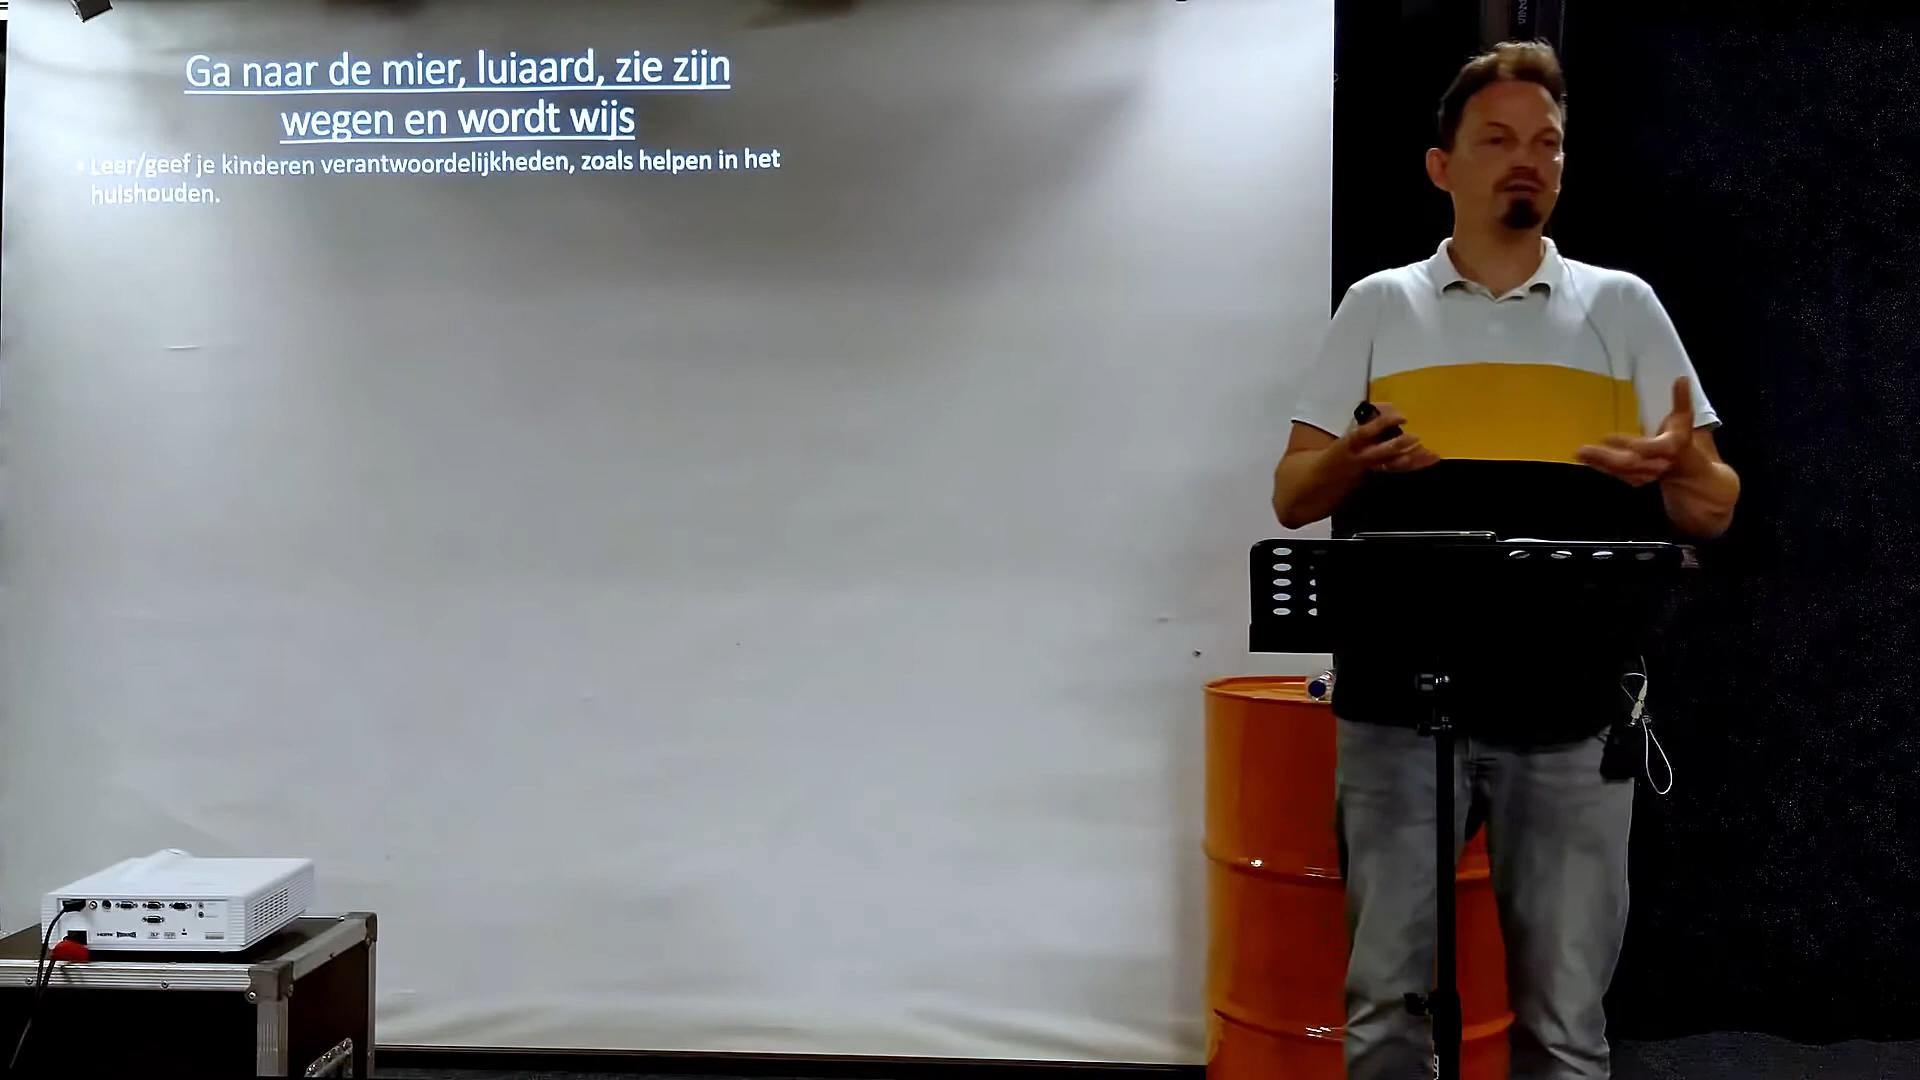 Ga naar de mier, luiaard, zie zijn
wegen en wordt wijs
• Leer/geef je kinderen verantwoordelijkheden, zoals helpen in het
huishouden.